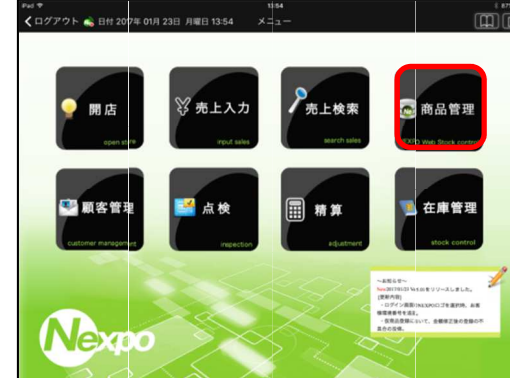 iPad 13:54 87%
ログアウト 日付 2017年 01月 23日 月曜日 13:54 メニュー
開店
open store
売上入力
input sales
売上検索
search sales
商品管理
EXPO Web Stock control
顧客管理
customer management
点検
inspection
精算
adjustment
在庫管理
stock control
～お知らせ～
をリリースしました。
[更新内容]
Nexpo